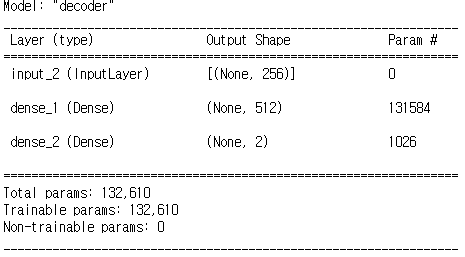 Model: "decoder"
_________________________________________________________________
Layer (type) Output Shape Param #
=================================================================
input_2 (InputLayer) [(None, 256)] 0
dense_1 (Dense) (None, 512) 131584
dense_2 (Dense) (None, 2) 1026
=================================================================
Total params: 132,610
Trainable params: 132,610
Non-trainable params: 0
_________________________________________________________________